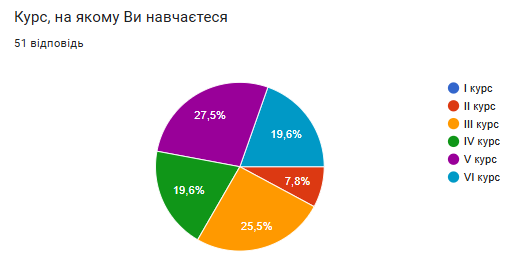 Курс, на якому Ви навчаєтеся
51 відповідь
27,5%
19,6%
7,8%
19,6%
25,5%
I курс
II курс
III курс
IV курс
V курс
VI курс